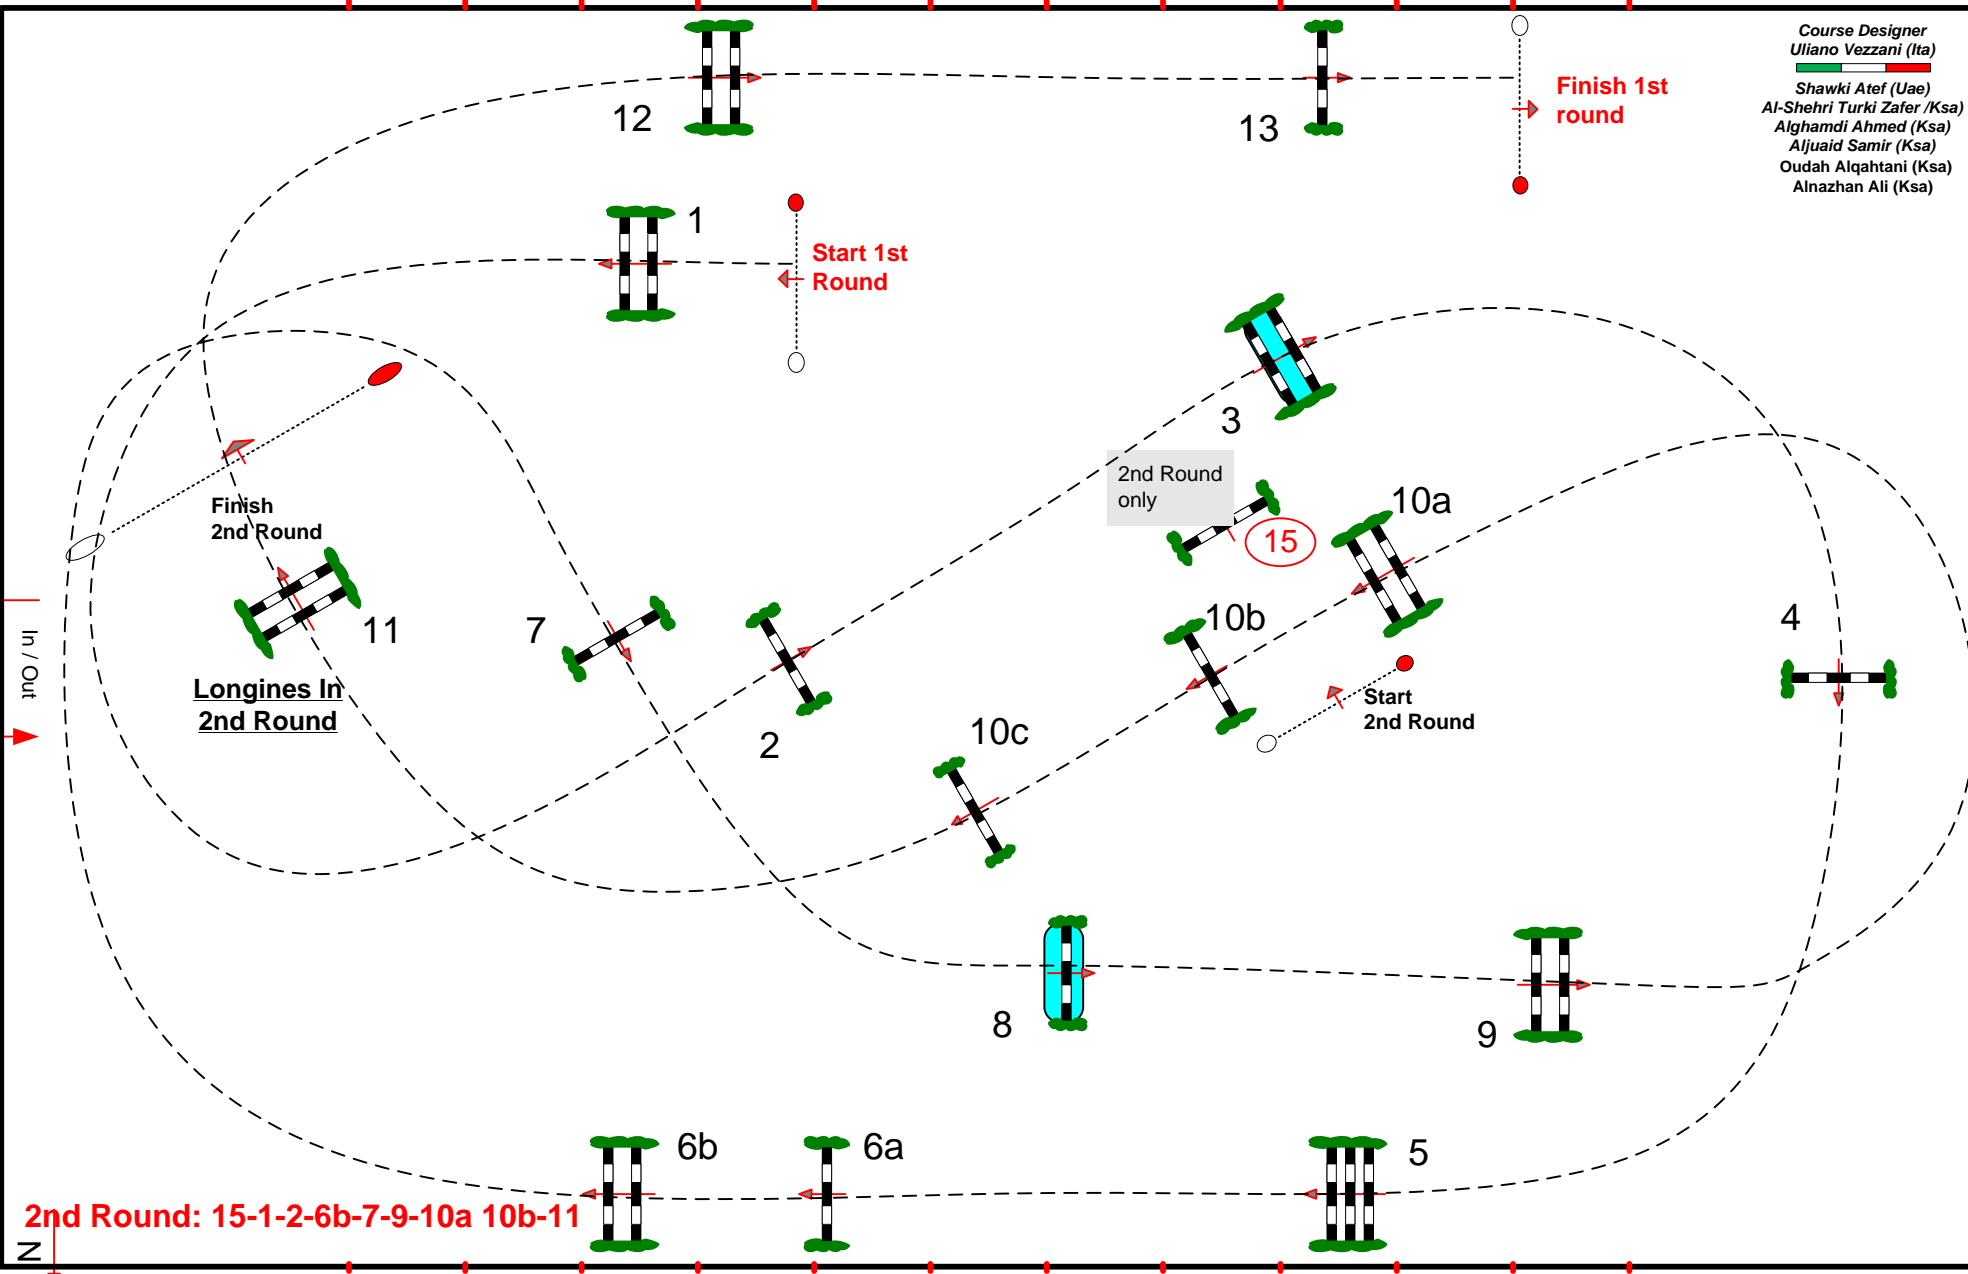 Course Designer
Uliano Vezzani (Ita)
Shawki Atef (Uae)
Al-Shehri Turki Zafer /Ksa)
Alghamdi Ahmed (Ksa)
Aljuaid Samir (Ksa)
Oudah Alqahtani (Ksa)
Alnazhan Ali (Ksa)
12
13
Finish 1st
round
1
Start 1st
Round
3
2nd Round
only
15
10a
Finish
2nd Round
11
7
10b
4
In / Out
Longines In
2nd Round
2
10c
Start
2nd Round
8
9
6b
6a
5
2nd Round: 15-1-2-6b-7-9-10a 10b-11
N